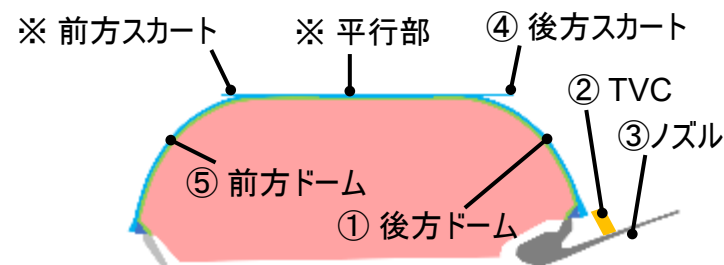 ※ 前方スカート
※ 平行部
④ 後方スカート
② TVC
③ノズル
⑤ 前方ドーム
① 後方ドーム